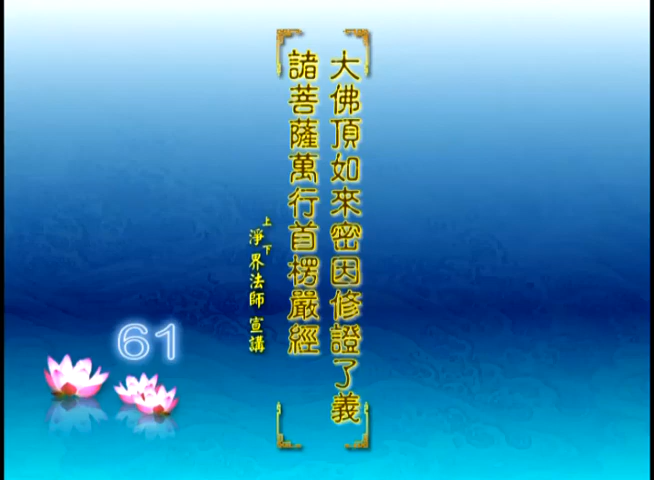 大佛頂如來密因修證了義
諸菩薩萬行首楞嚴經
上淨下界法師 宣講
61